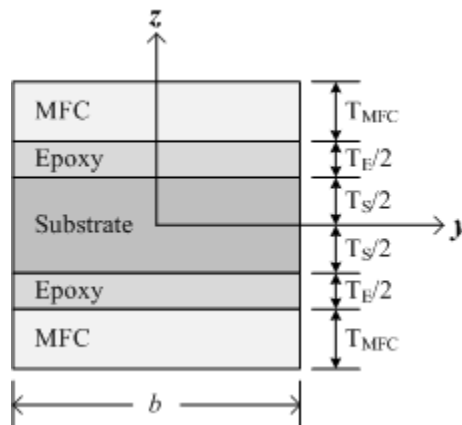 z
MFC
T_MFC
Epoxy
T_E/2
T_S/2
Substrate
y
T_S/2
Epoxy
T_E/2
MFC
T_MFC
b